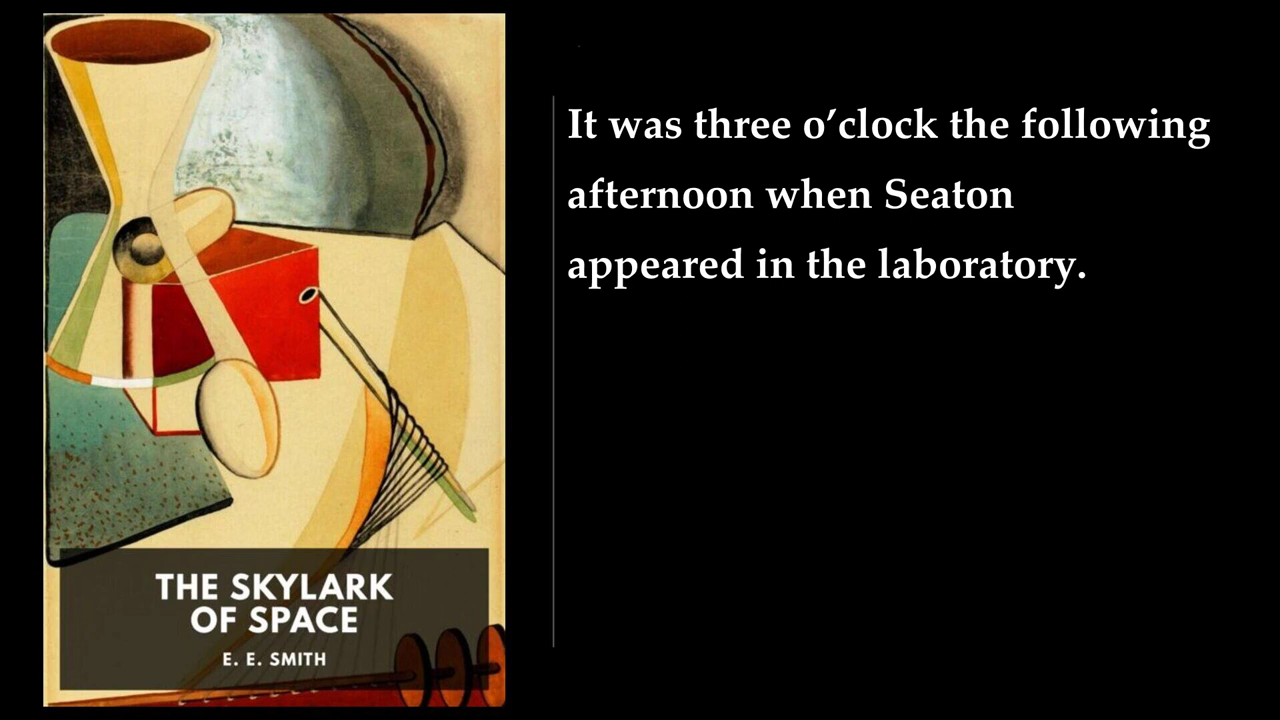 It was three o’clock the following
afternoon when Seaton
appeared in the laboratory.
THE SKYLARK
OF SPACE
E. E. SMITH